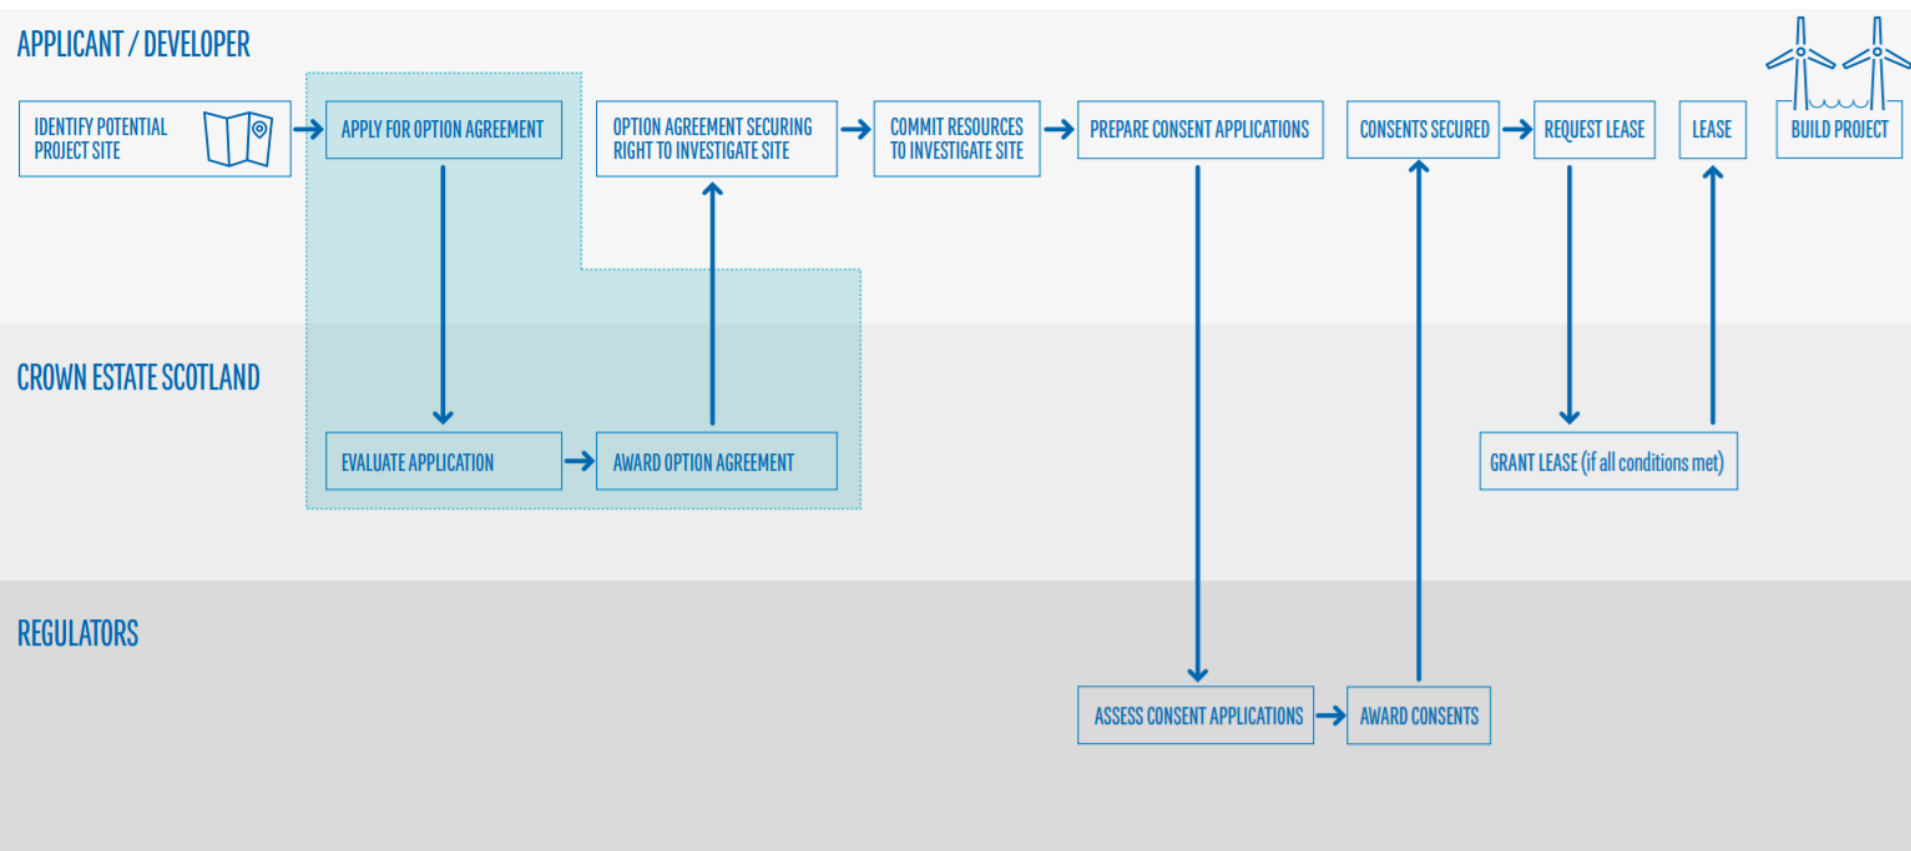 APPLICANT / DEVELOPER
IDENTIFY POTENTIAL
PROJECT SITE
APPLY FOR OPTION AGREEMENT
OPTION AGREEMENT SECURING
RIGHT TO INVESTIGATE SITE
COMMIT RESOURCES
TO INVESTIGATE SITE
PREPARE CONSENT APPLICATIONS
CONSENTS SECURED
REQUEST LEASE
LEASE
BUILD PROJECT
CROWN ESTATE SCOTLAND
EVALUATE APPLICATION
AWARD OPTION AGREEMENT
GRANT LEASE (if all conditions met)
REGULATORS
ASSESS CONSENT APPLICATIONS
AWARD CONSENTS